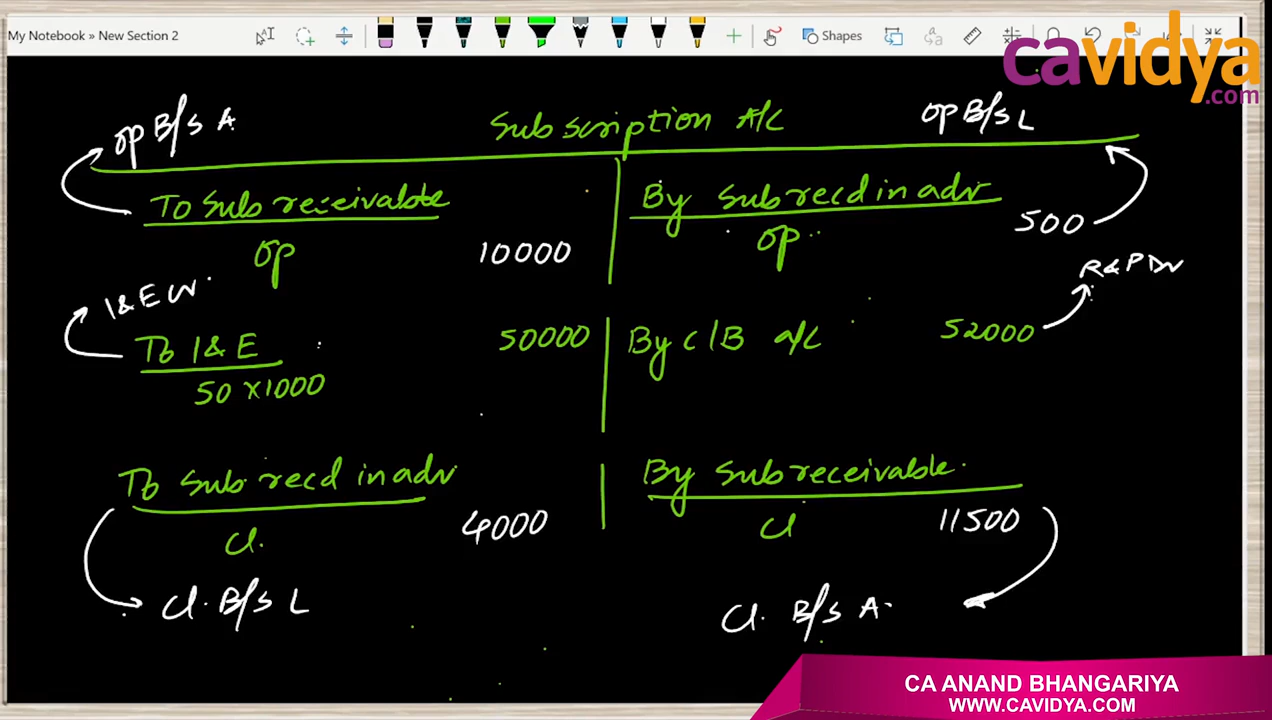 My Notebook » New Section 2
Shapes
cavidya
.com
OP B/S A
Subscription A/C
OP B/S L
To Sub receivable
OP
10000
By Sub recd in adv
OP
500
I&E Cr
R&P Dr
To I&E
50 x 1000
50000
By C/B a/c
52000
To Sub. recd in adv
Cl.
4000
By Sub receivable.
Cl
11500
Cl. B/S L
Cl. B/S A.
CA ANAND BHANGARIYA
WWW.CAVIDYA.COM